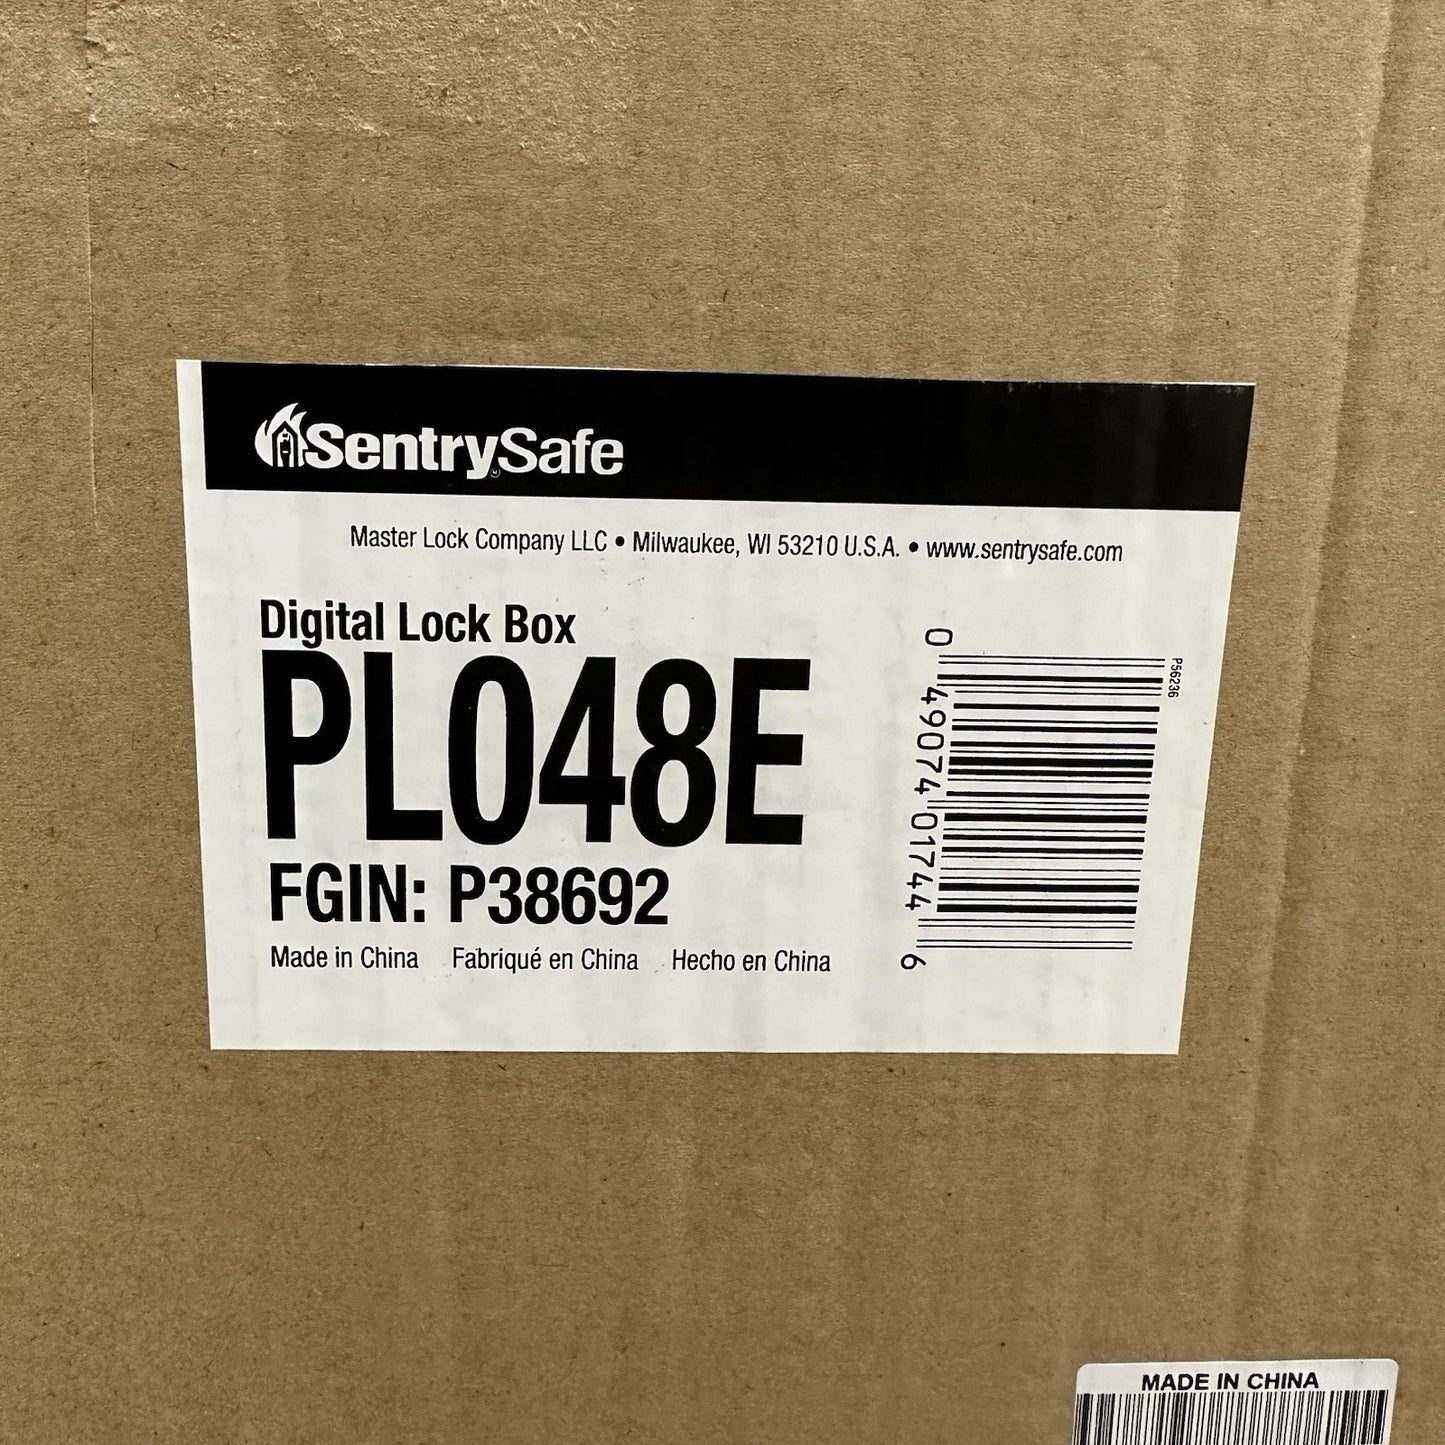 SentrySafe
Master Lock Company LLC • Milwaukee, WI 53210 U.S.A. • www.sentrysafe.com
Digital Lock Box
PL048E
FGIN: P38692
Made in China Fabriqué en China Hecho en China
0 49074 01744 6
P56236
MADE IN CHINA